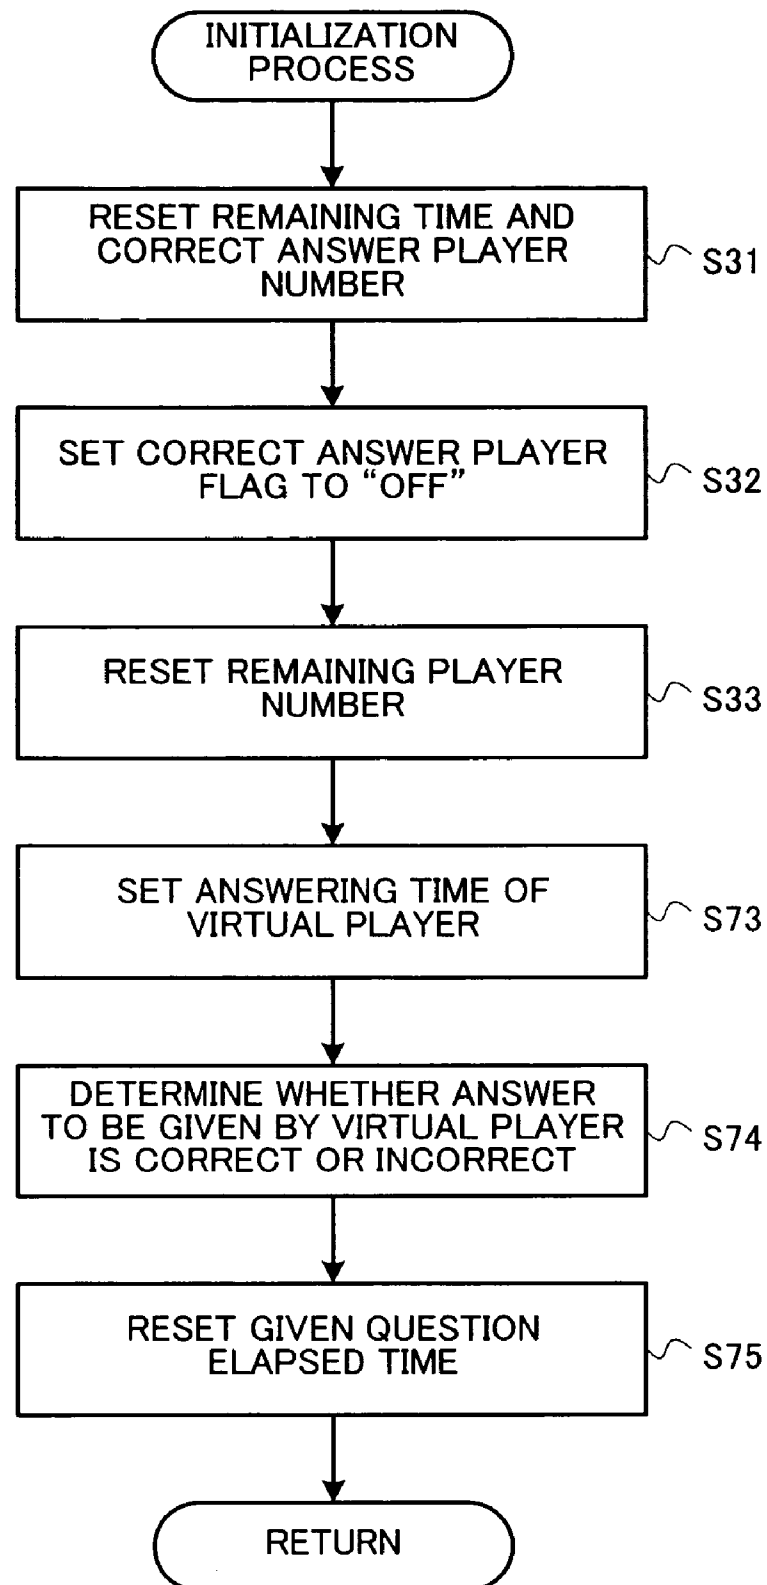 INITIALIZATION
PROCESS
RESET REMAINING TIME AND
CORRECT ANSWER PLAYER
NUMBER
S31
SET CORRECT ANSWER PLAYER
FLAG TO “OFF”
S32
RESET REMAINING PLAYER
NUMBER
S33
SET ANSWERING TIME OF
VIRTUAL PLAYER
S73
DETERMINE WHETHER ANSWER
TO BE GIVEN BY VIRTUAL PLAYER
IS CORRECT OR INCORRECT
S74
RESET GIVEN QUESTION
ELAPSED TIME
S75
RETURN